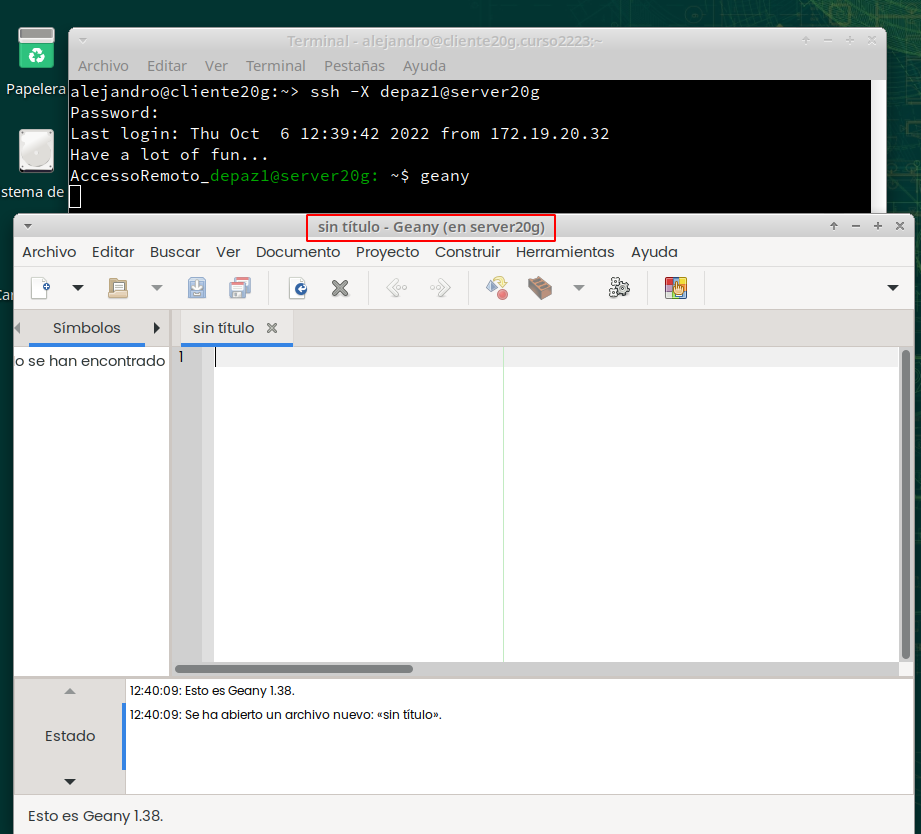 Papelera
stema de
Terminal - alejandro@cliente20g.curso2223:~
Archivo Editar Ver Terminal Pestañas Ayuda
alejandro@cliente20g:~> ssh -X depaz1@server20g
Password:
Last login: Thu Oct  6 12:39:42 2022 from 172.19.20.32
Have a lot of fun...
AccessoRemoto_depaz1@server20g: ~$ geany
sin título - Geany (en server20g)
Archivo Editar Buscar Ver Documento Proyecto Construir Herramientas Ayuda
Símbolos
sin título
o se han encontrado
1
12:40:09: Esto es Geany 1.38.
12:40:09: Se ha abierto un archivo nuevo: «sin título».
Estado
Esto es Geany 1.38.